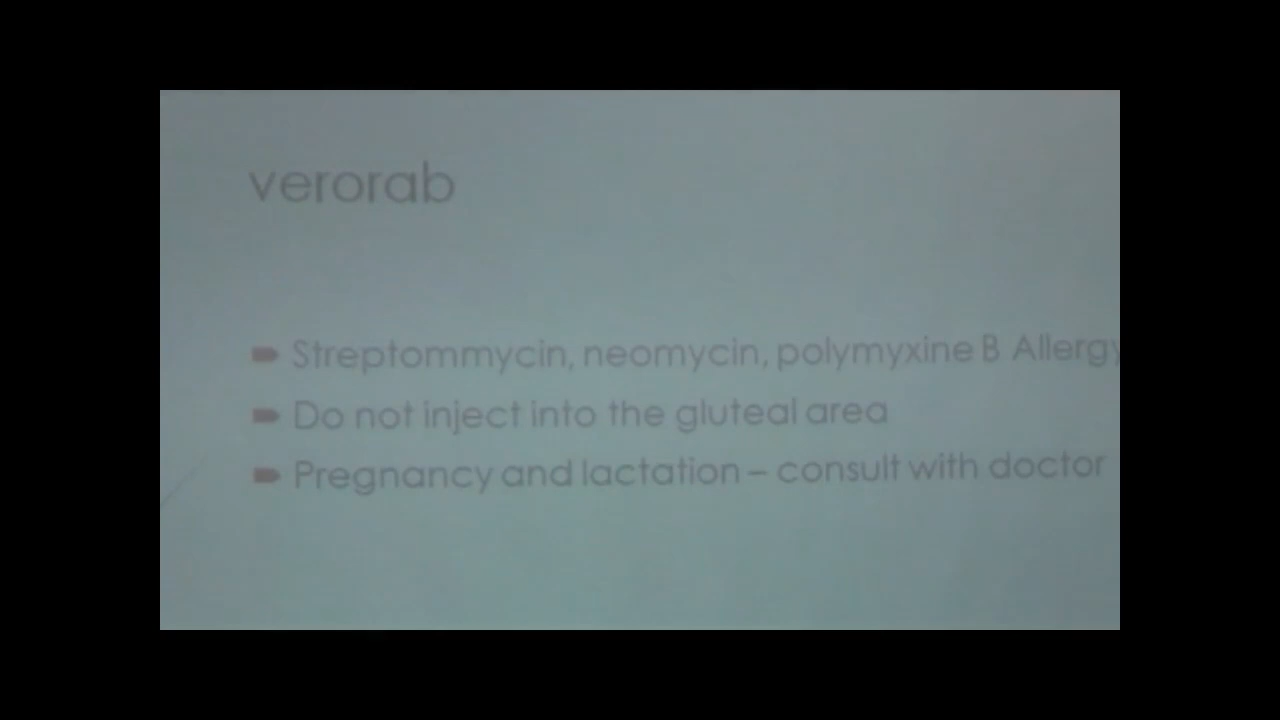 verorab
Streptommycin, neomycin, polymyxine B Allergy
Do not inject into the gluteal area
Pregnancy and lactation – consult with doctor